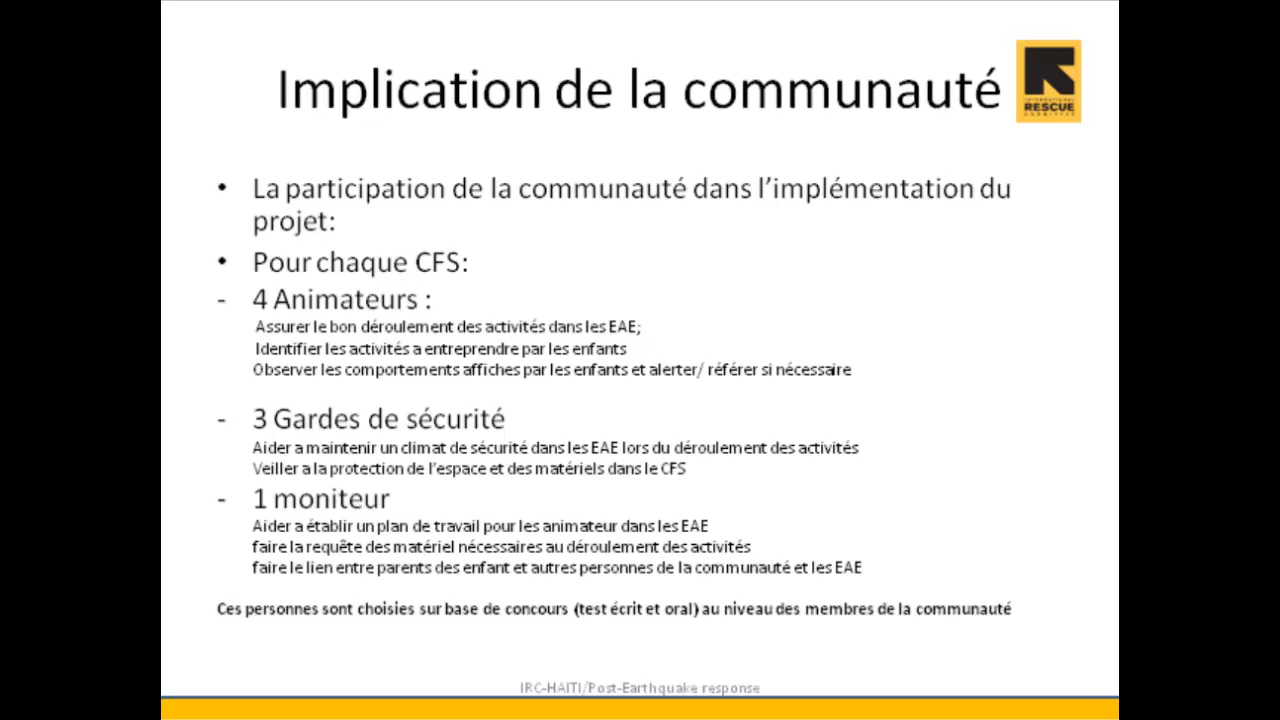 Implication de la communauté
INTERNATIONAL
RESCUE
COMMITTEE
• La participation de la communauté dans l’implémentation du
projet:
• Pour chaque CFS:
- 4 Animateurs :
Assurer le bon déroulement des activités dans les EAE;
Identifier les activités a entreprendre par les enfants
Observer les comportements affiches par les enfants et alerter/ référer si nécessaire
- 3 Gardes de sécurité
Aider a maintenir un climat de sécurité dans les EAE lors du déroulement des activités
Veiller a la protection de l’espace et des matériels dans le CFS
- 1 moniteur
Aider a établir un plan de travail pour les animateur dans les EAE
faire la requête des matériel nécessaires au déroulement des activités
faire le lien entre parents des enfant et autres personnes de la communauté et les EAE
Ces personnes sont choisies sur base de concours (test écrit et oral) au niveau des membres de la communauté
IRC-HAITI/Post-Earthquake response